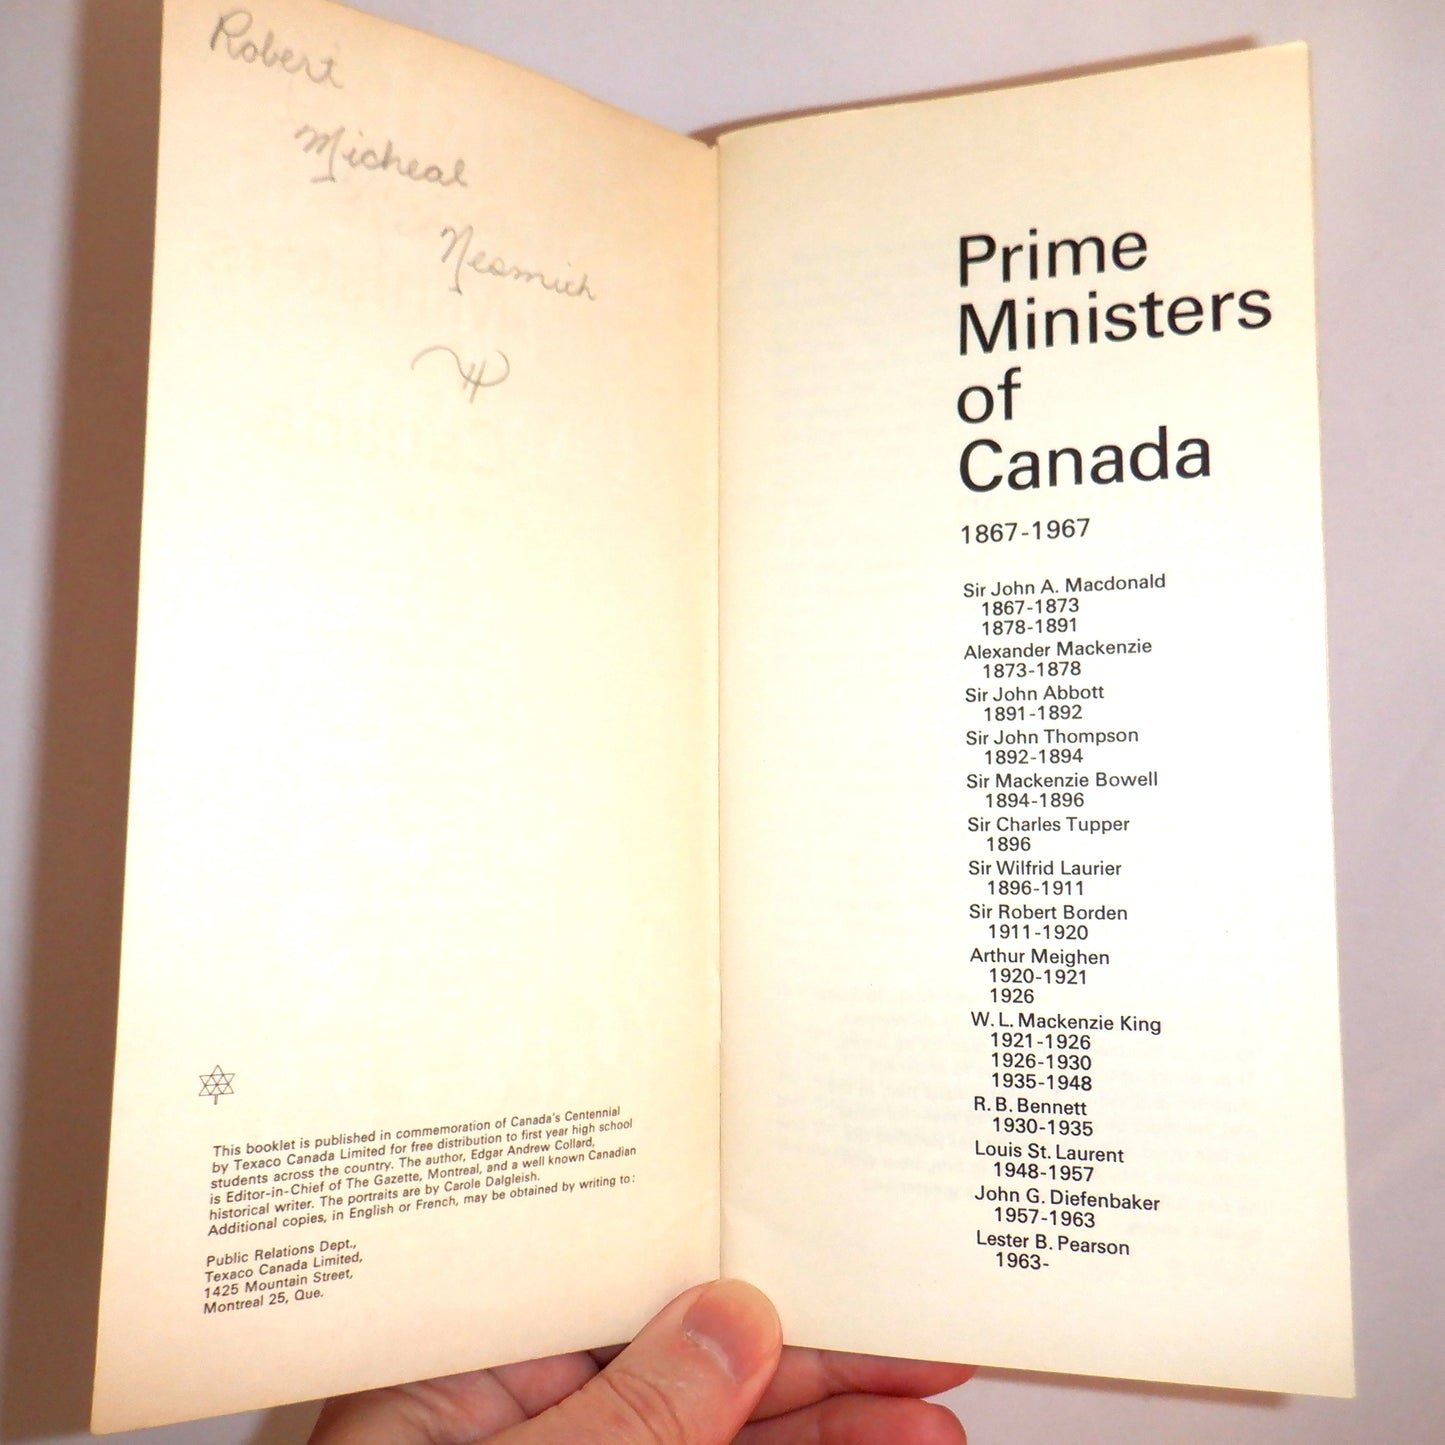 Robert
Micheal
Nesmich
This booklet is published in commemoration of Canada's Centennial
by Texaco Canada Limited for free distribution to first year high school
students across the country. The author, Edgar Andrew Collard,
is Editor-in-Chief of The Gazette, Montreal, and a well known Canadian
historical writer. The portraits are by Carole Dalgleish.
Additional copies, in English or French, may be obtained by writing to:
Public Relations Dept.,
Texaco Canada Limited,
1425 Mountain Street,
Montreal 25, Que.
Prime
Ministers
of
Canada
1867-1967
Sir John A. Macdonald
1867-1873
1878-1891
Alexander Mackenzie
1873-1878
Sir John Abbott
1891-1892
Sir John Thompson
1892-1894
Sir Mackenzie Bowell
1894-1896
Sir Charles Tupper
1896
Sir Wilfrid Laurier
1896-1911
Sir Robert Borden
1911-1920
Arthur Meighen
1920-1921
1926
W. L. Mackenzie King
1921-1926
1926-1930
1935-1948
R. B. Bennett
1930-1935
Louis St. Laurent
1948-1957
John G. Diefenbaker
1957-1963
Lester B. Pearson
1963-